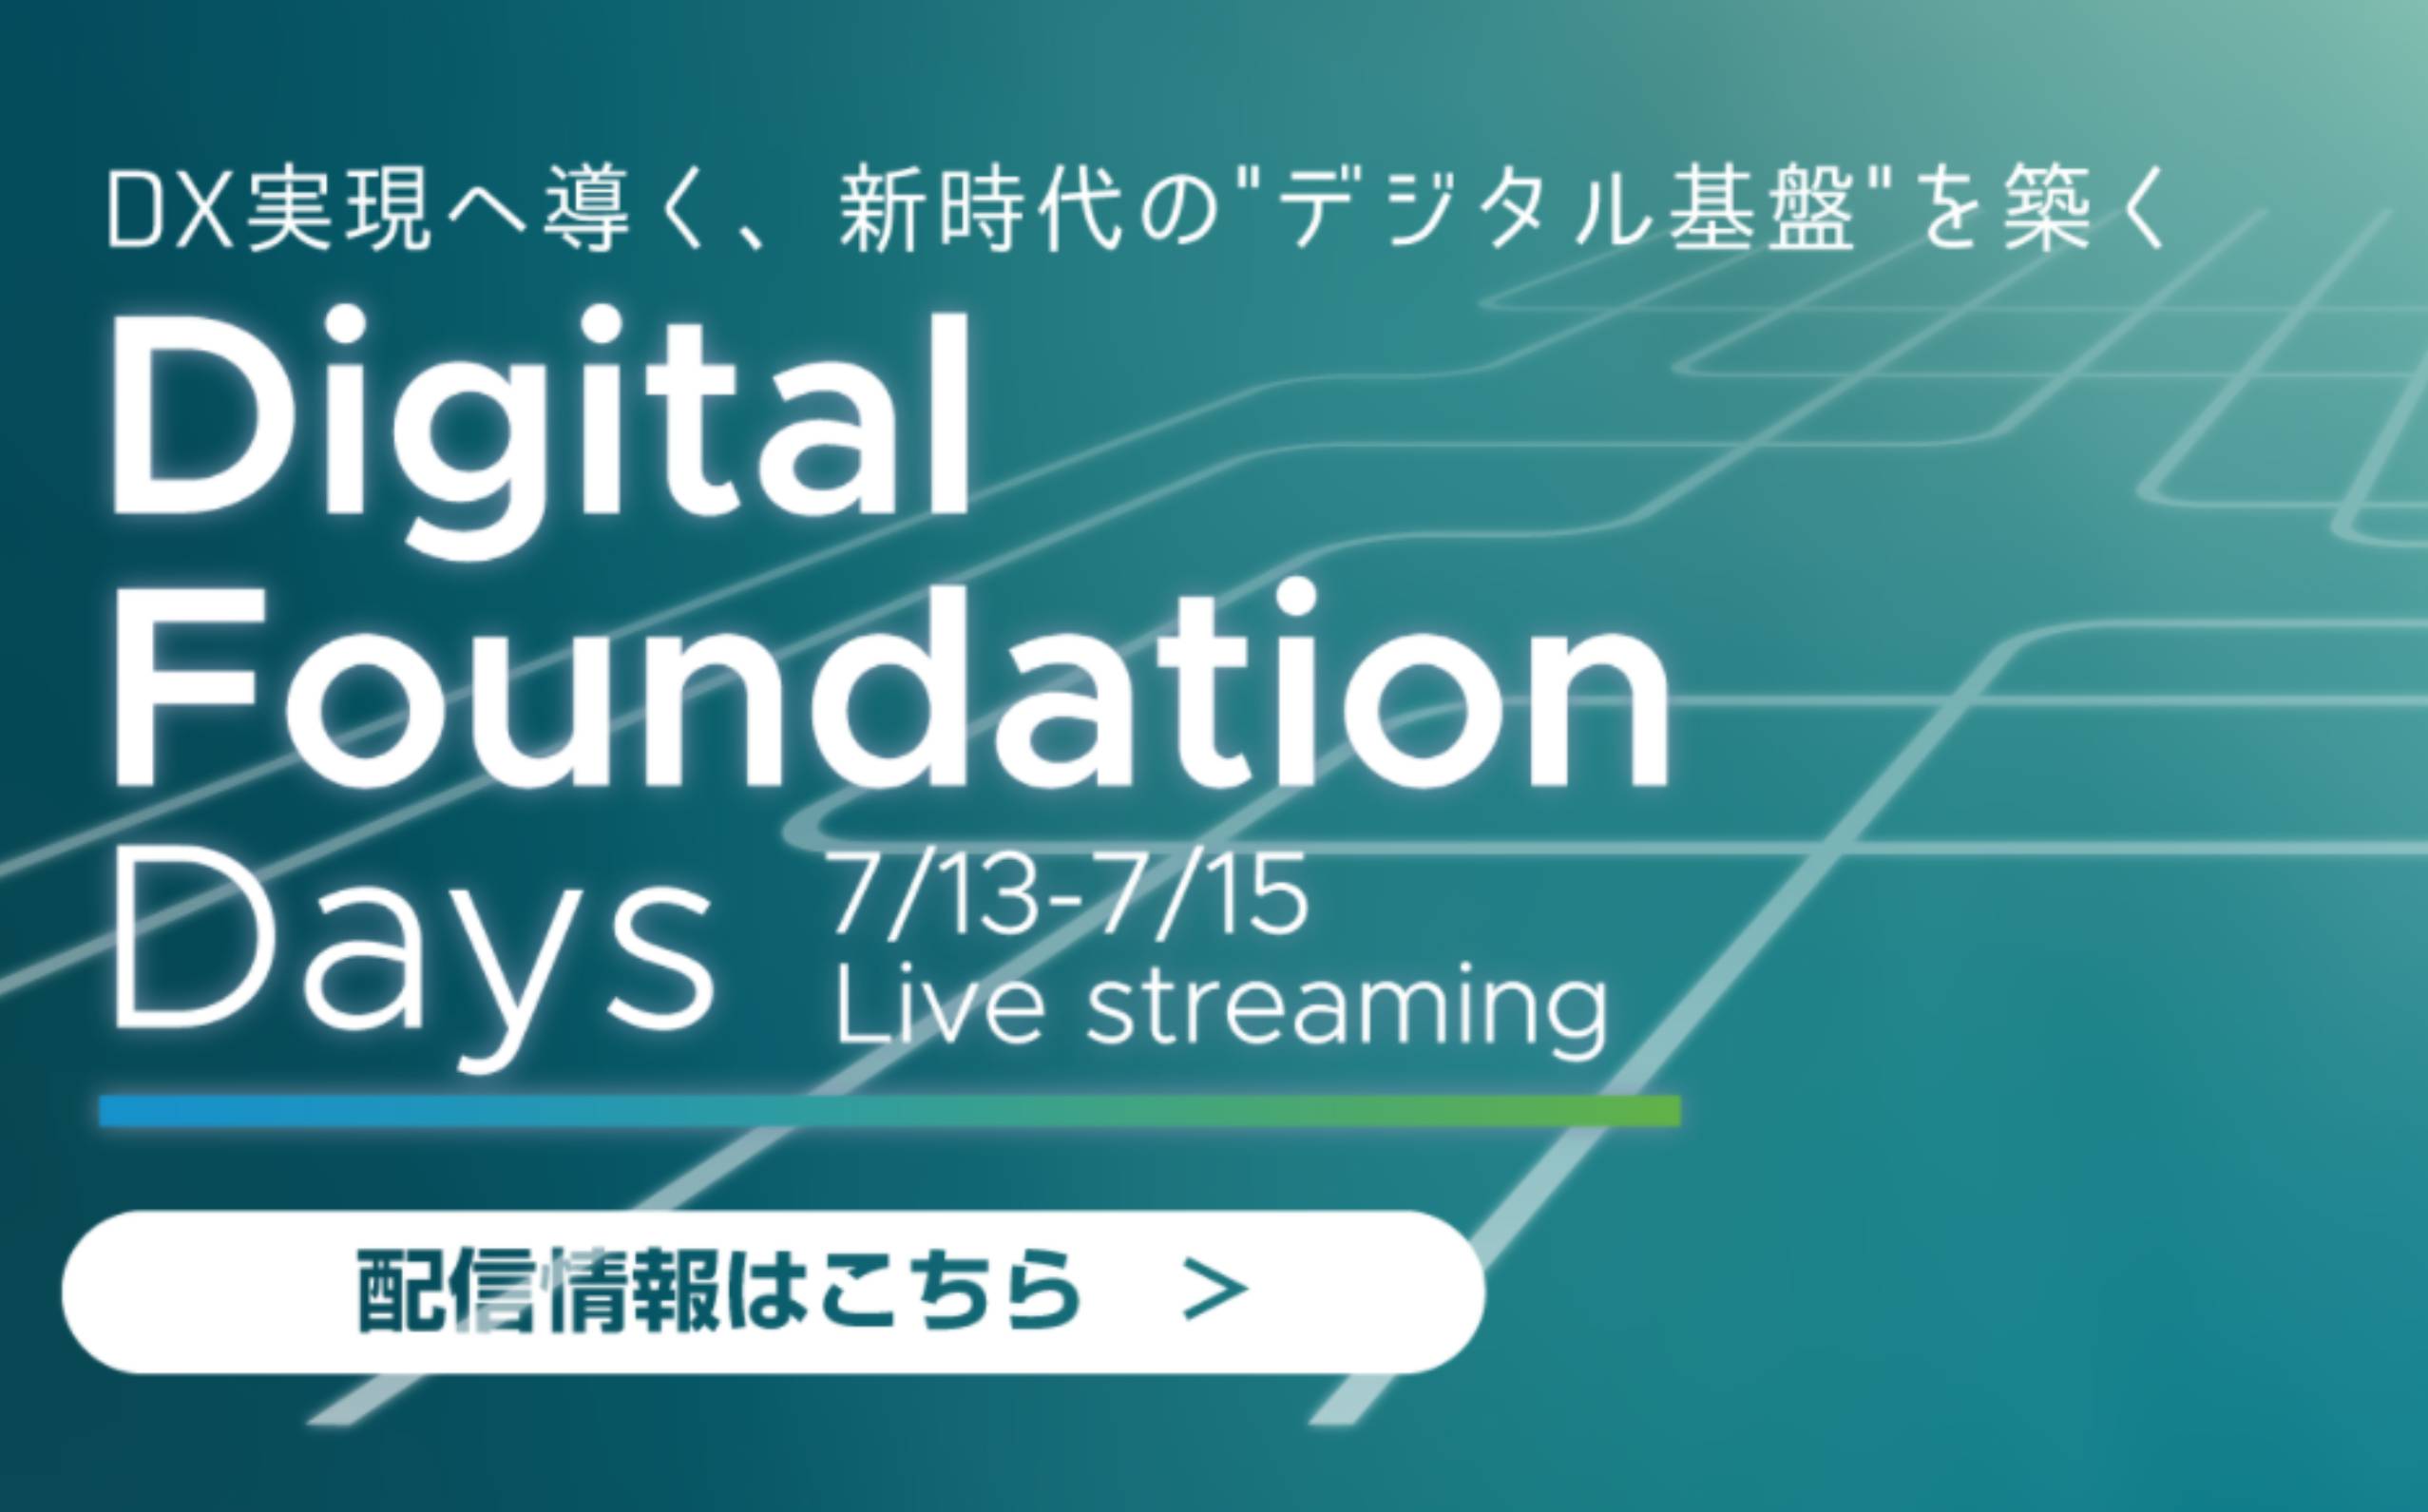 DX実現へ導く、新時代の"デジタル基盤"を築く
Digital
Foundation
Days
7/13-7/15
Live streaming
配信情報はこちら ＞